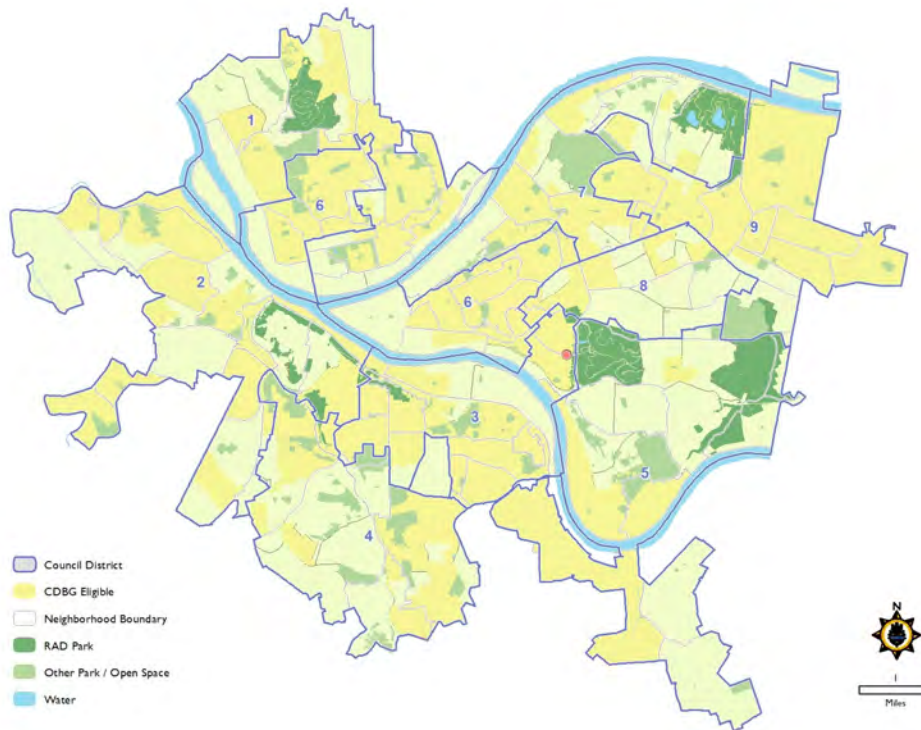 1
6
7
9
2
6
8
3
5
4
Council District
CDBG Eligible
Neighborhood Boundary
RAD Park
Other Park / Open Space
Water
N
1
Miles